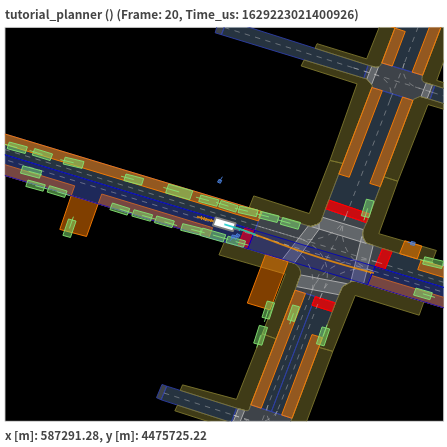 tutorial_planner () (Frame: 20, Time_us: 1629223021400926)
x [m]: 587291.28, y [m]: 4475725.22